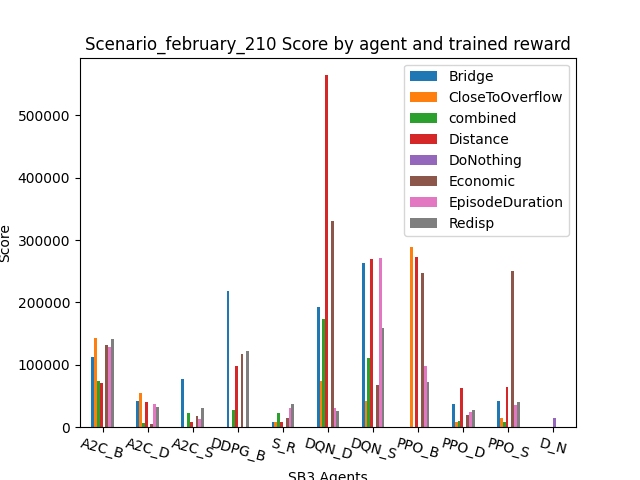 Scenario_february_210 Score by agent and trained reward
Bridge
CloseToOverflow
combined
Distance
DoNothing
Economic
EpisodeDuration
Redisp
Score
500000
400000
300000
200000
100000
0
A2C_B A2C_D A2C_S DDPG_B S_R DQN_D DQN_S PPO_B PPO_D PPO_S D_N
SB3 Agents